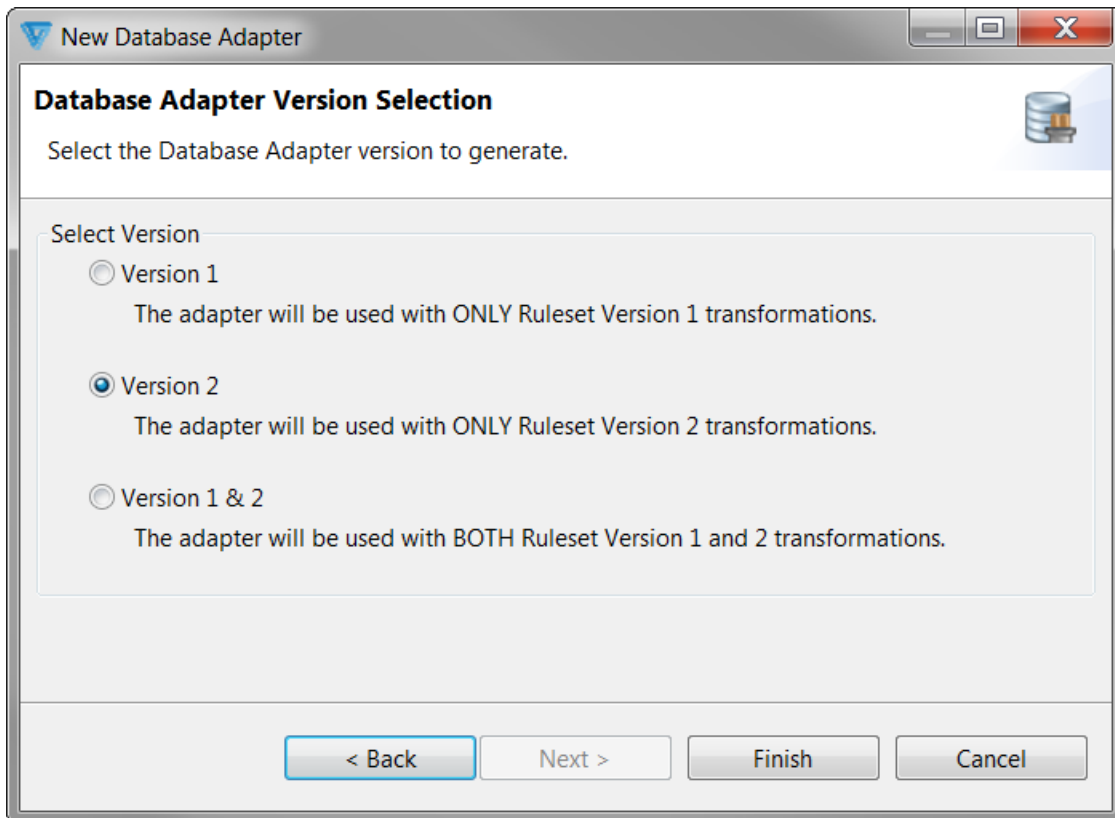 New Database Adapter
Database Adapter Version Selection
Select the Database Adapter version to generate.
Select Version
Version 1
The adapter will be used with ONLY Ruleset Version 1 transformations.
Version 2
The adapter will be used with ONLY Ruleset Version 2 transformations.
Version 1 & 2
The adapter will be used with BOTH Ruleset Version 1 and 2 transformations.
< Back Next > Finish Cancel